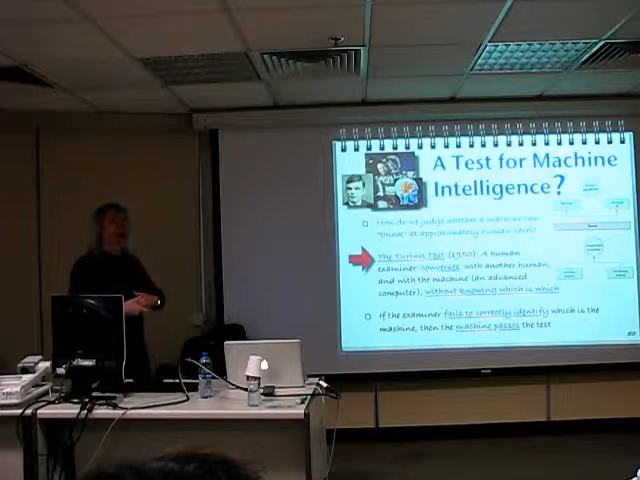 A Test for Machine
Intelligence?
How do we judge whether a machine can
"think" at approximately human level?
The Turing Test (1950): A human
examiner converses with another human,
and with the machine (an advanced
computer), without knowing which is which
If the examiner fails to correctly identify which is the
machine, then the machine passes the test